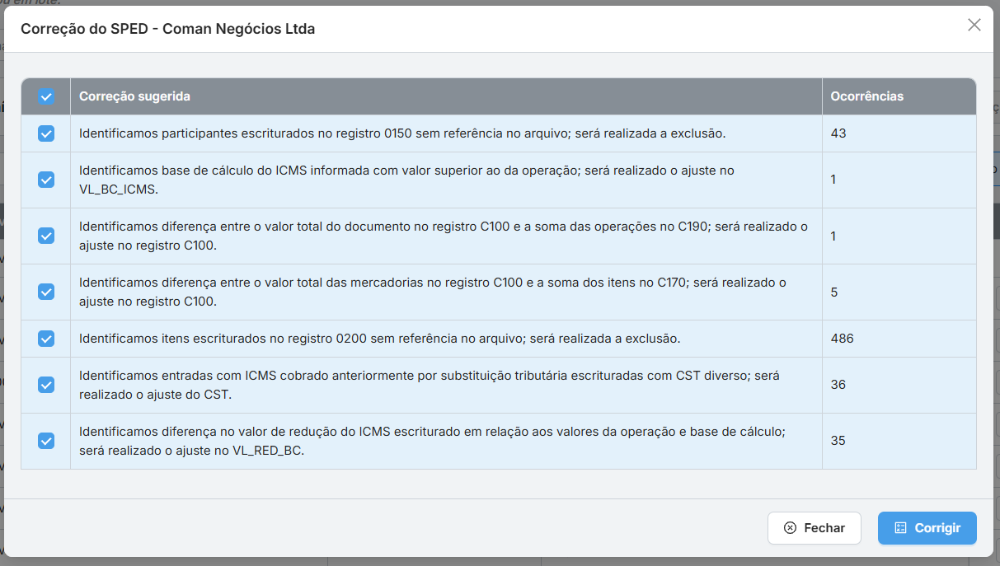 ou em lote.
Correção do SPED - Coman Negócios Ltda
Correção sugerida
Ocorrências
Identificamos participantes escriturados no registro 0150 sem referência no arquivo; será realizada a exclusão.
43
Identificamos base de cálculo do ICMS informada com valor superior ao da operação; será realizado o ajuste no
VL_BC_ICMS.
1
Identificamos diferença entre o valor total do documento no registro C100 e a soma das operações no C190; será realizado o
ajuste no registro C100.
1
Identificamos diferença entre o valor total das mercadorias no registro C100 e a soma dos itens no C170; será realizado o
ajuste no registro C100.
5
Identificamos itens escriturados no registro 0200 sem referência no arquivo; será realizada a exclusão.
486
Identificamos entradas com ICMS cobrado anteriormente por substituição tributária escrituradas com CST diverso; será
realizado o ajuste do CST.
36
Identificamos diferença no valor de redução do ICMS escriturado em relação aos valores da operação e base de cálculo;
será realizado o ajuste no VL_RED_BC.
35
Fechar
Corrigir